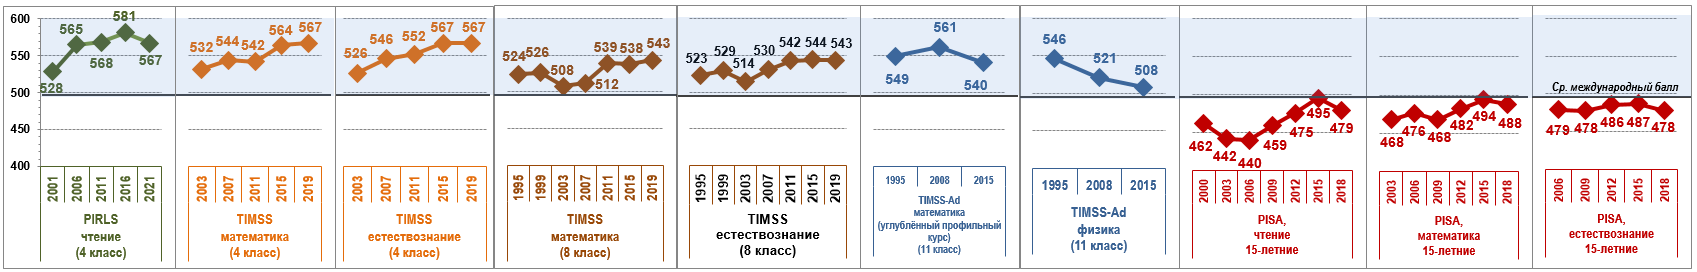 600
550
500
450
400
528 565 568 581 567
2001 2006 2011 2016 2021
PIRLS
чтение
(4 класс)
532 544 542 564 567
2003 2007 2011 2015 2019
TIMSS
математика
(4 класс)
526 546 552 567 567
2003 2007 2011 2015 2019
TIMSS
естествознание
(4 класс)
524 526 508 512 539 538 543
1995 1999 2003 2007 2011 2015 2019
TIMSS
математика
(8 класс)
523 529 514 530 542 544 543
1995 1999 2003 2007 2011 2015 2019
TIMSS
естествознание
(8 класс)
549 561 540
1995 2008 2015
TIMSS-Ad
математика
(углублённый профильный
курс)
(11 класс)
546 521 508
1995 2008 2015
TIMSS-Ad
физика
(11 класс)
462 442 440 459 475 495 479
2000 2003 2006 2009 2012 2015 2018
PISA,
чтение
15-летние
468 476 468 482 494 488
2003 2006 2009 2012 2015 2018
PISA,
математика
15-летние
Ср. международный балл
479 478 486 487 478
2006 2009 2012 2015 2018
PISA,
естествознание
15-летние